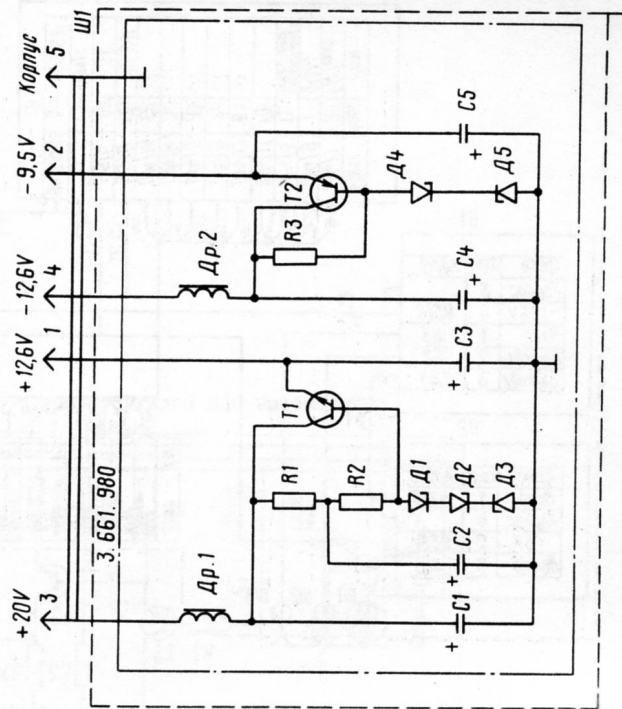 +20V
+12,6V
−12,6V
−9,5V
Корпус
3
1
4
2
5
Ш1
3.661.980
Др.1
Др.2
R1
R2
T1
R3
T2
Д1
Д2
Д3
Д4
Д5
+
C1
+
C2
+
C3
+
C4
+
C5